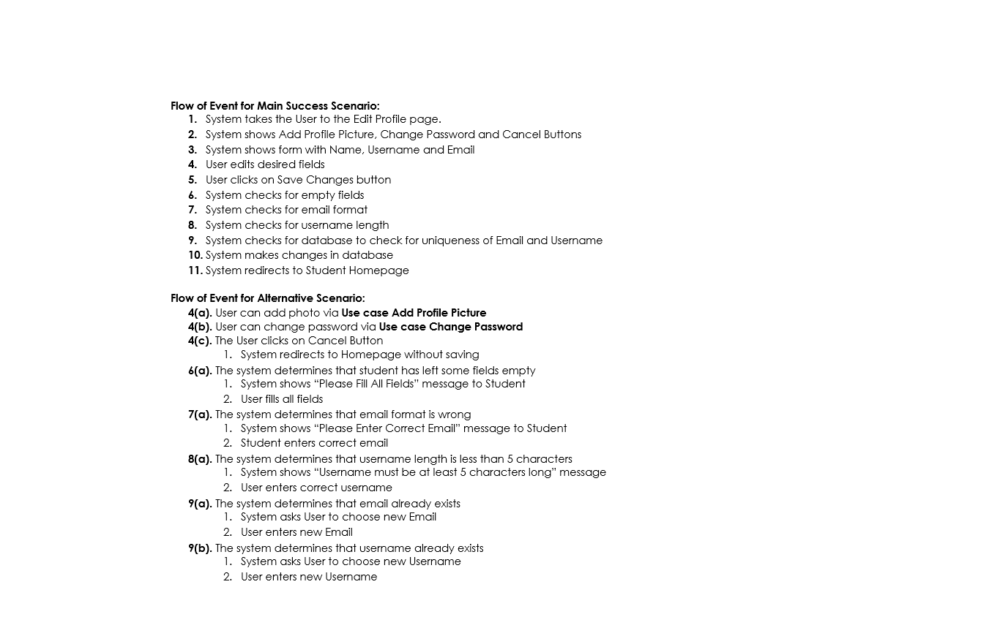 Flow of Event for Main Success Scenario:
1. System takes the User to the Edit Profile page.
2. System shows Add Profile Picture, Change Password and Cancel Buttons
3. System shows form with Name, Username and Email
4. User edits desired fields
5. User clicks on Save Changes button
6. System checks for empty fields
7. System checks for email format
8. System checks for username length
9. System checks for database to check for uniqueness of Email and Username
10. System makes changes in database
11. System redirects to Student Homepage
Flow of Event for Alternative Scenario:
4(a). User can add photo via Use case Add Profile Picture
4(b). User can change password via Use case Change Password
4(c). The User clicks on Cancel Button
1. System redirects to Homepage without saving
6(a). The system determines that student has left some fields empty
1. System shows “Please Fill All Fields” message to Student
2. User fills all fields
7(a). The system determines that email format is wrong
1. System shows “Please Enter Correct Email” message to Student
2. Student enters correct email
8(a). The system determines that username length is less than 5 characters
1. System shows “Username must be at least 5 characters long” message
2. User enters correct username
9(a). The system determines that email already exists
1. System asks User to choose new Email
2. User enters new Email
9(b). The system determines that username already exists
1. System asks User to choose new Username
2. User enters new Username